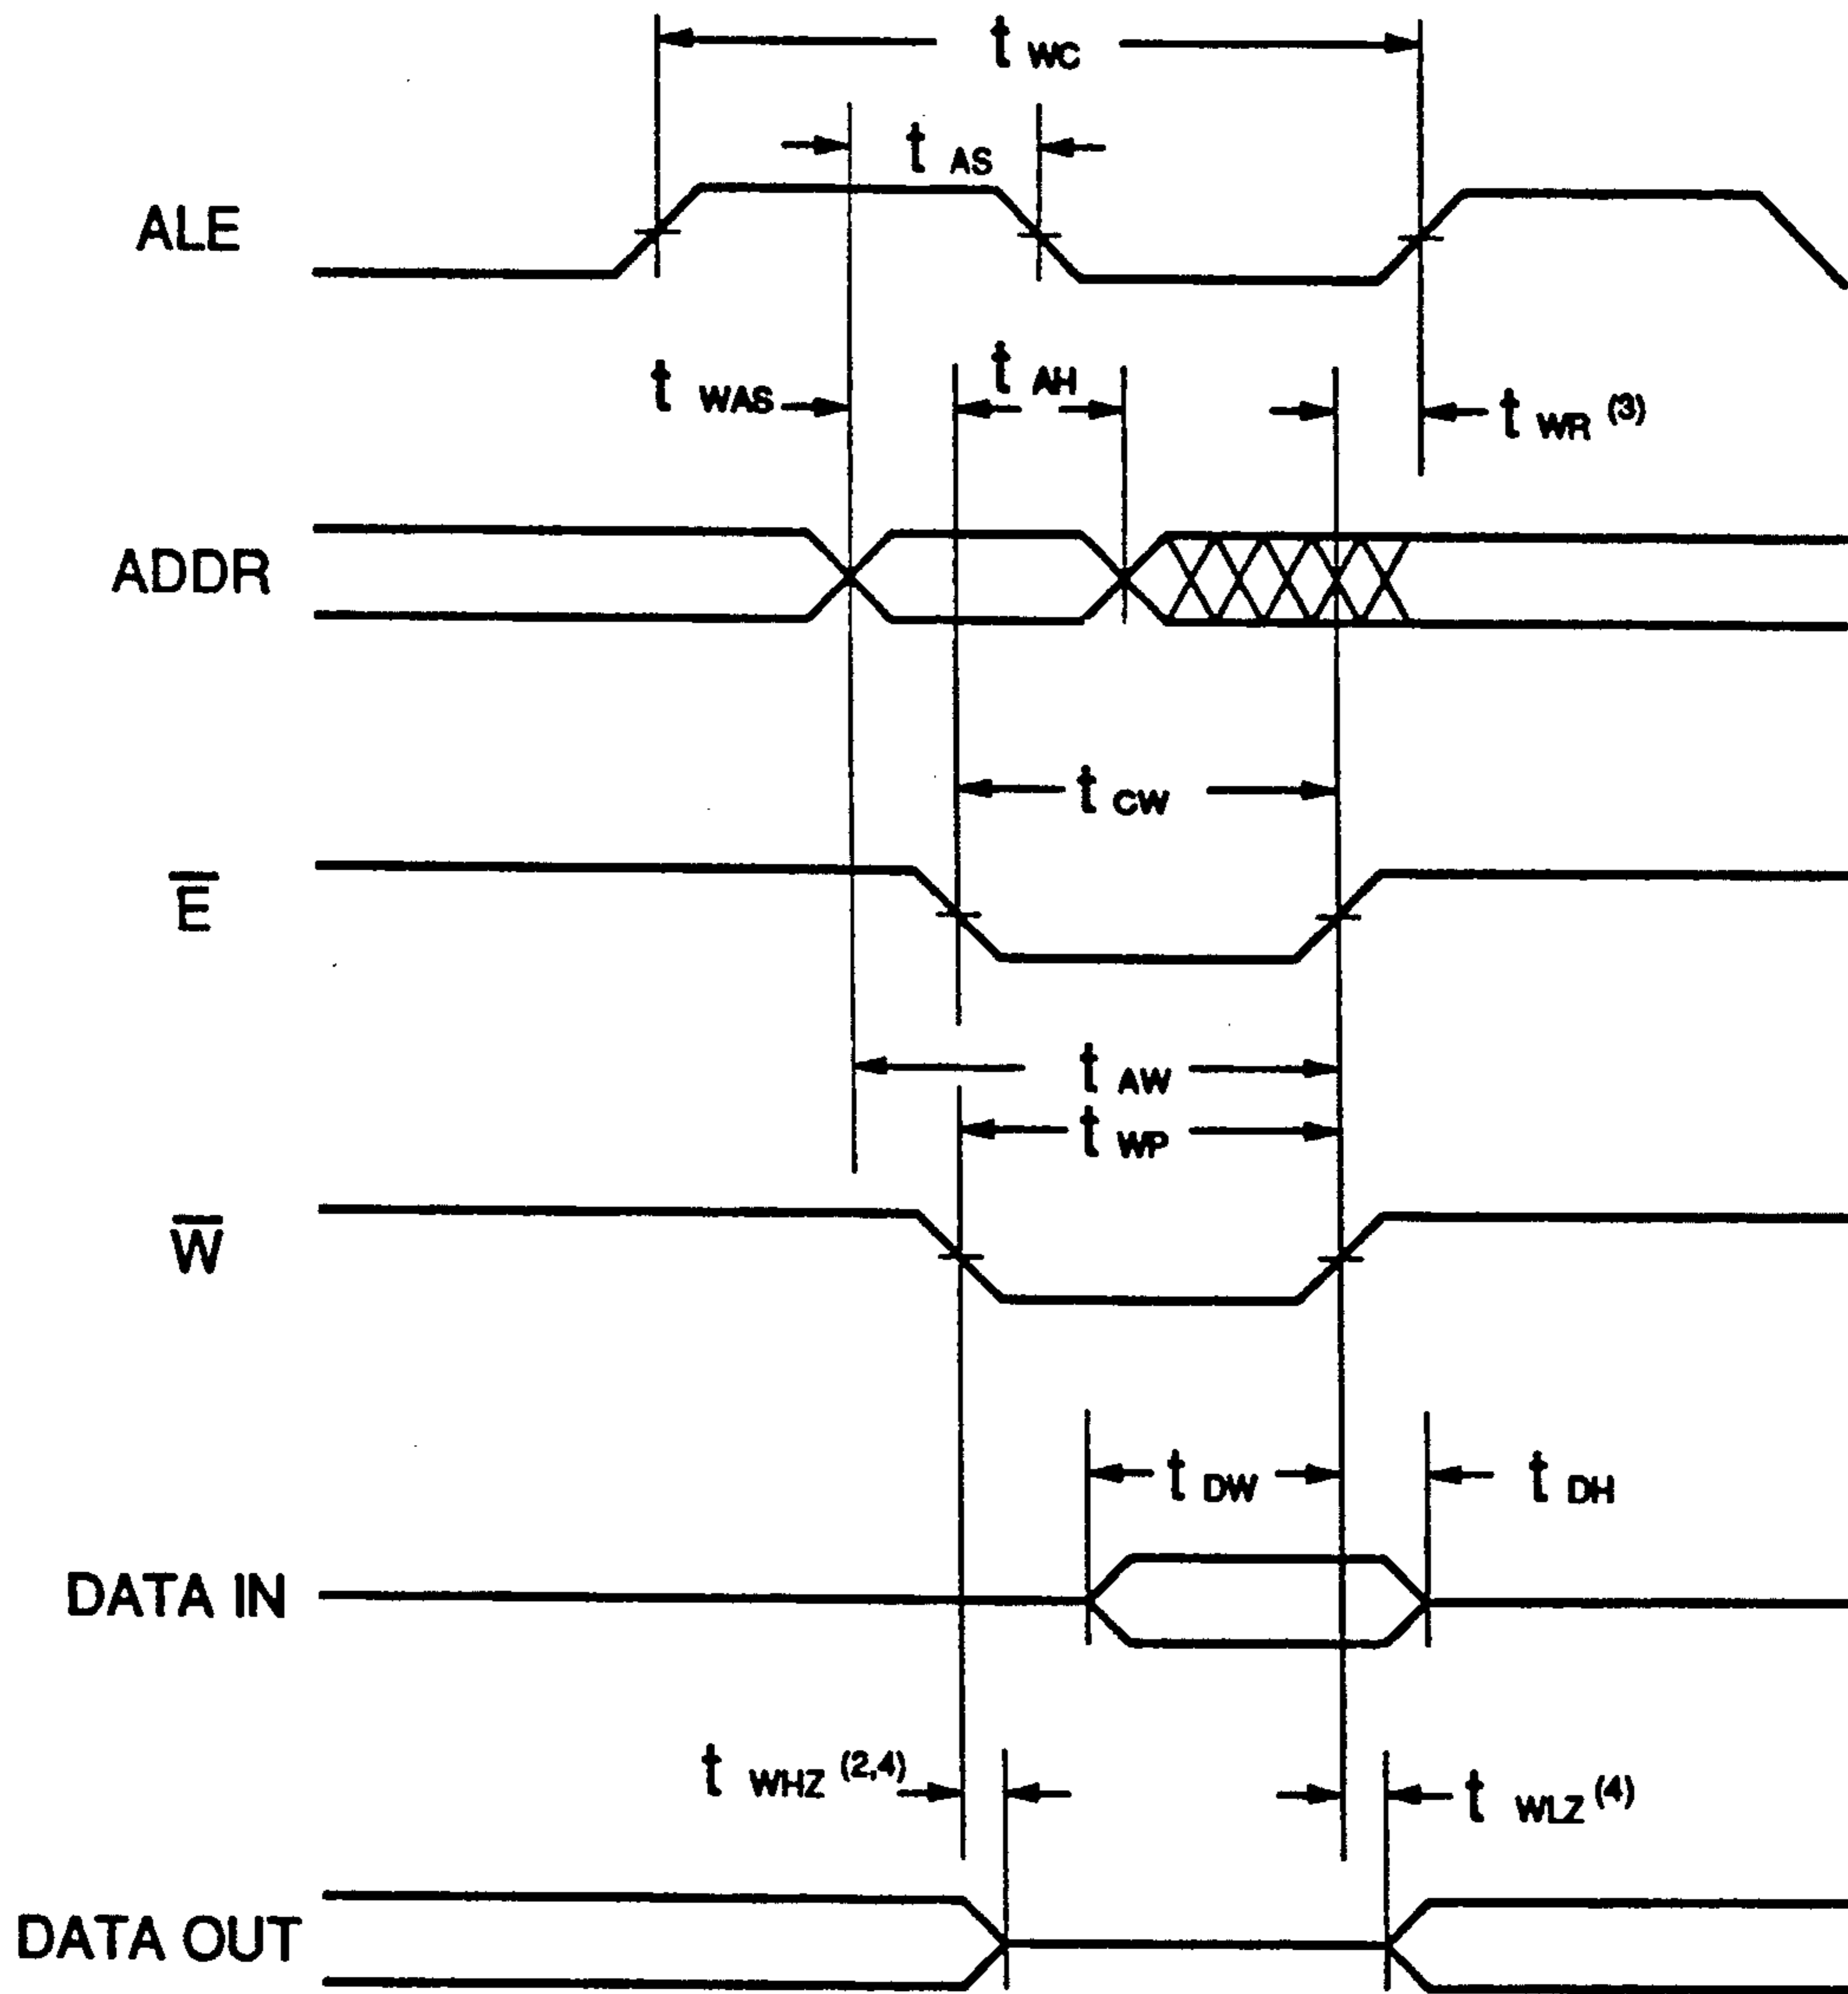 t WC
t AS
ALE
t WAS
t AH
t WR (3)
ADDR
t CW
E
t AW
t WP
W
t DW
t DH
DATA IN
t WHZ (2,4)
t WLZ (4)
DATA OUT